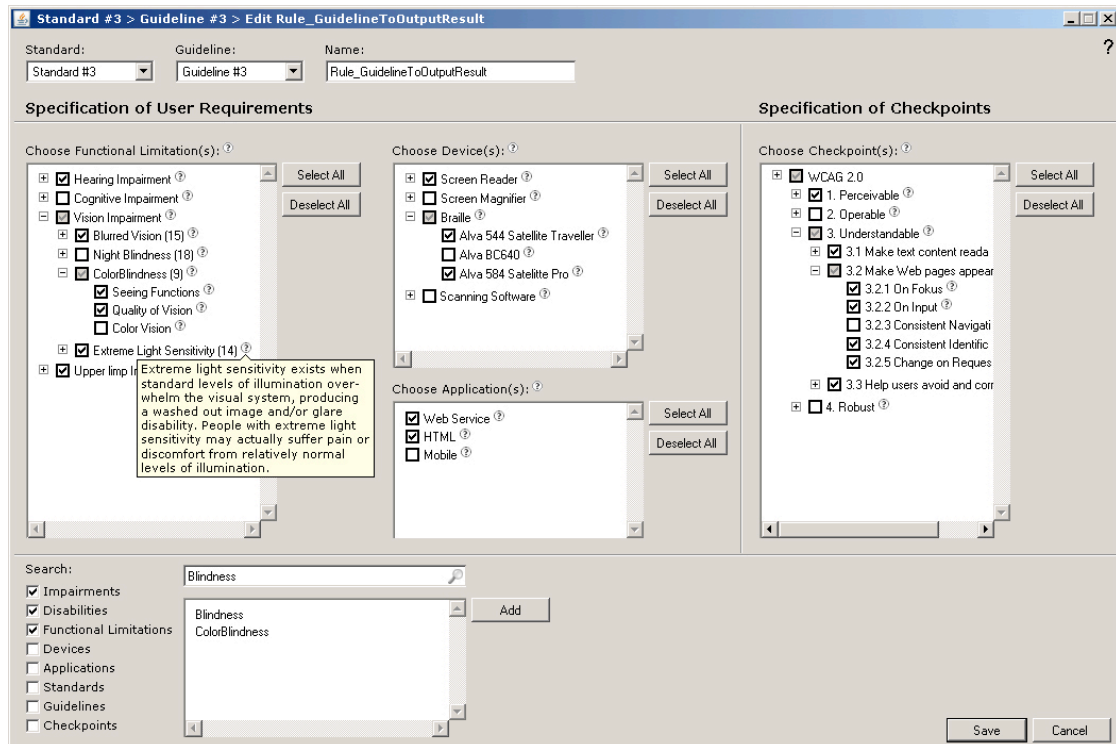 Standard #3 > Guideline #3 > Edit Rule_GuidelineToOutputResult
?
Standard: Guideline: Name:
Standard #3 Guideline #3 Rule_GuidelineToOutputResult
Specification of User Requirements
Specification of Checkpoints
Choose Functional Limitation(s): ?
Hearing Impairment ?
Cognitive Impairment ?
Vision Impairment ?
Blurred Vision (15) ?
Night Blindness (18) ?
ColorBlindness (9) ?
Seeing Functions ?
Quality of Vision ?
Color Vision ?
Extreme Light Sensitivity (14) ?
Upper limp Ir
Extreme light sensitivity exists when
standard levels of illumination over-
whelm the visual system, producing
a washed out image and/or glare
disability. People with extreme light
sensitivity may actually suffer pain or
discomfort from relatively normal
levels of illumination.
Select All
Deselect All
Choose Device(s): ?
Screen Reader ?
Screen Magnifier ?
Braille ?
Alva 544 Satellite Traveller ?
Alva BC640 ?
Alva 584 Satelitte Pro ?
Scanning Software ?
Select All
Deselect All
Choose Application(s): ?
Web Service ?
HTML ?
Mobile ?
Select All
Deselect All
Choose Checkpoint(s): ?
WCAG 2.0
1. Perceivable ?
2. Operable ?
3. Understandable ?
3.1 Make text content reada
3.2 Make Web pages appear
3.2.1 On Fokus ?
3.2.2 On Input ?
3.2.3 Consistent Navigati
3.2.4 Consistent Identific
3.2.5 Change on Reques
3.3 Help users avoid and corr
4. Robust ?
Select All
Deselect All
Search:
Impairments
Disabilities
Functional Limitations
Devices
Applications
Standards
Guidelines
Checkpoints
Blindness
Blindness
ColorBlindness
Add
Save Cancel